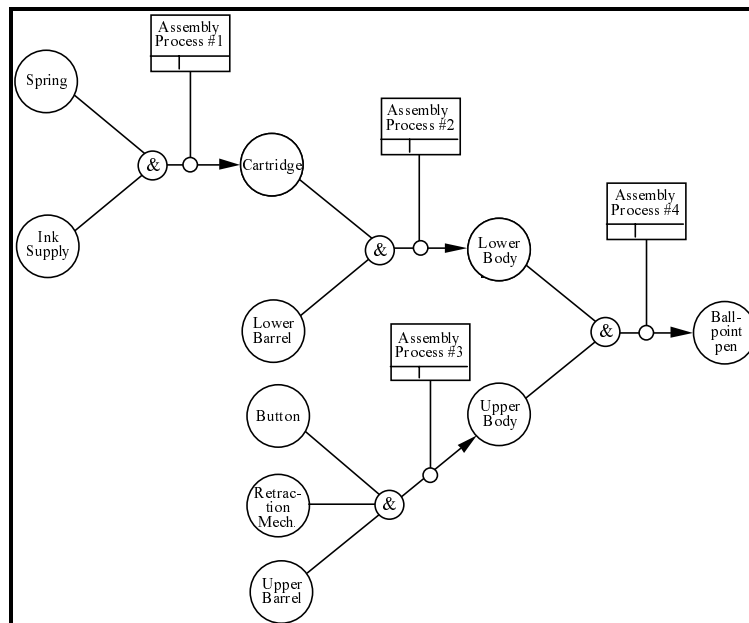 Assembly
Process #1
Spring
&
Cartridge
Ink
Supply
Assembly
Process #2
&
Lower
Body
Lower
Barrel
Assembly
Process #3
Assembly
Process #4
&
Ball-
point
pen
Button
Retrac-
tion
Mech.
Upper
Barrel
&
Upper
Body